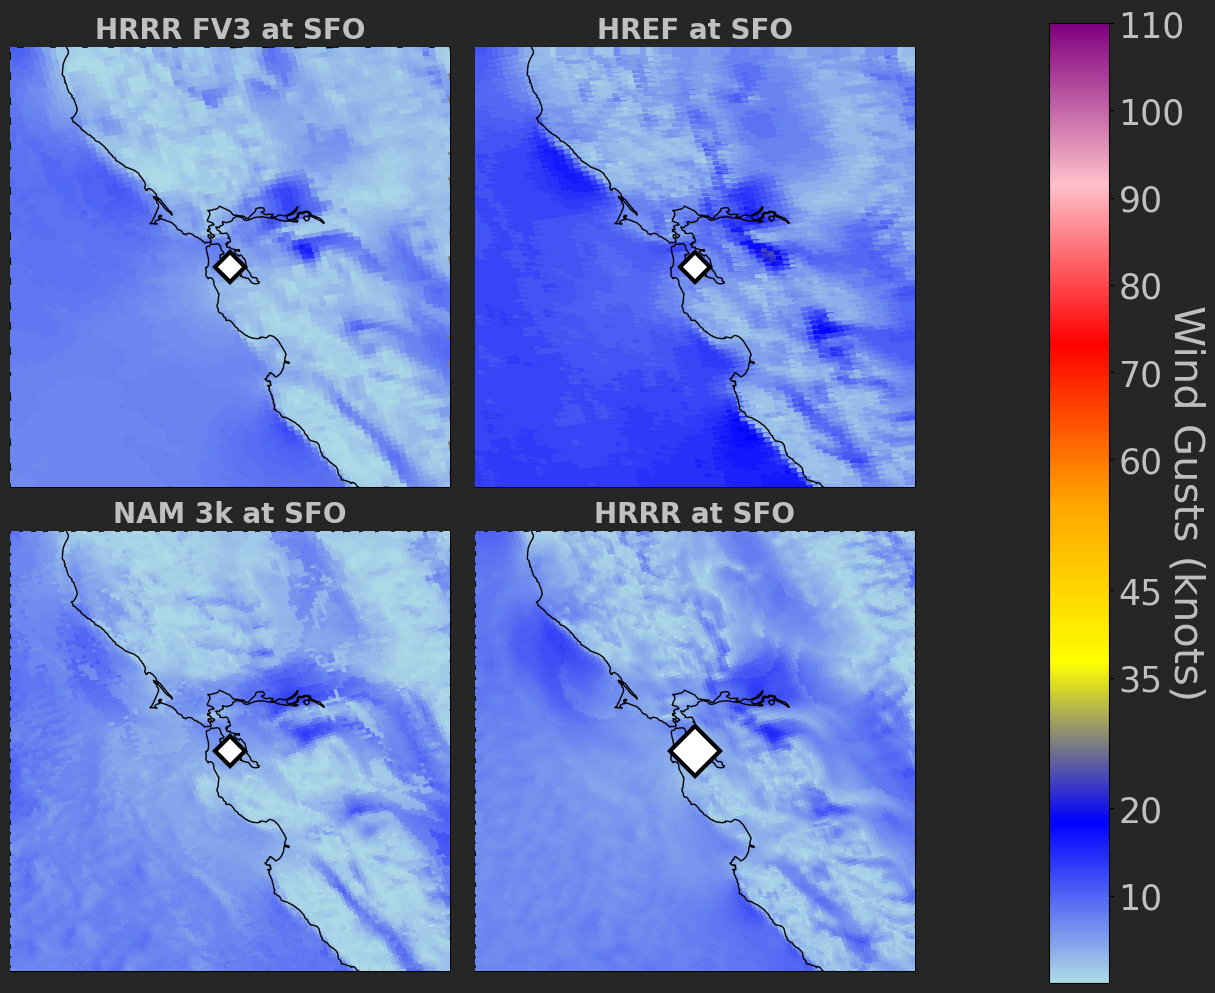 HRRR FV3 at SFO
HREF at SFO
NAM 3k at SFO
HRRR at SFO
110
100
90
80
70
60
45
35
20
10
Wind Gusts (knots)